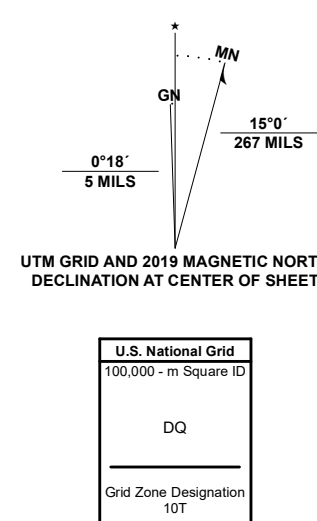 ★
MN
GN
15°0´
267 MILS
0°18´
5 MILS
UTM GRID AND 2019 MAGNETIC NORT
DECLINATION AT CENTER OF SHEET
U.S. National Grid
100,000 - m Square ID
DQ
Grid Zone Designation
10T